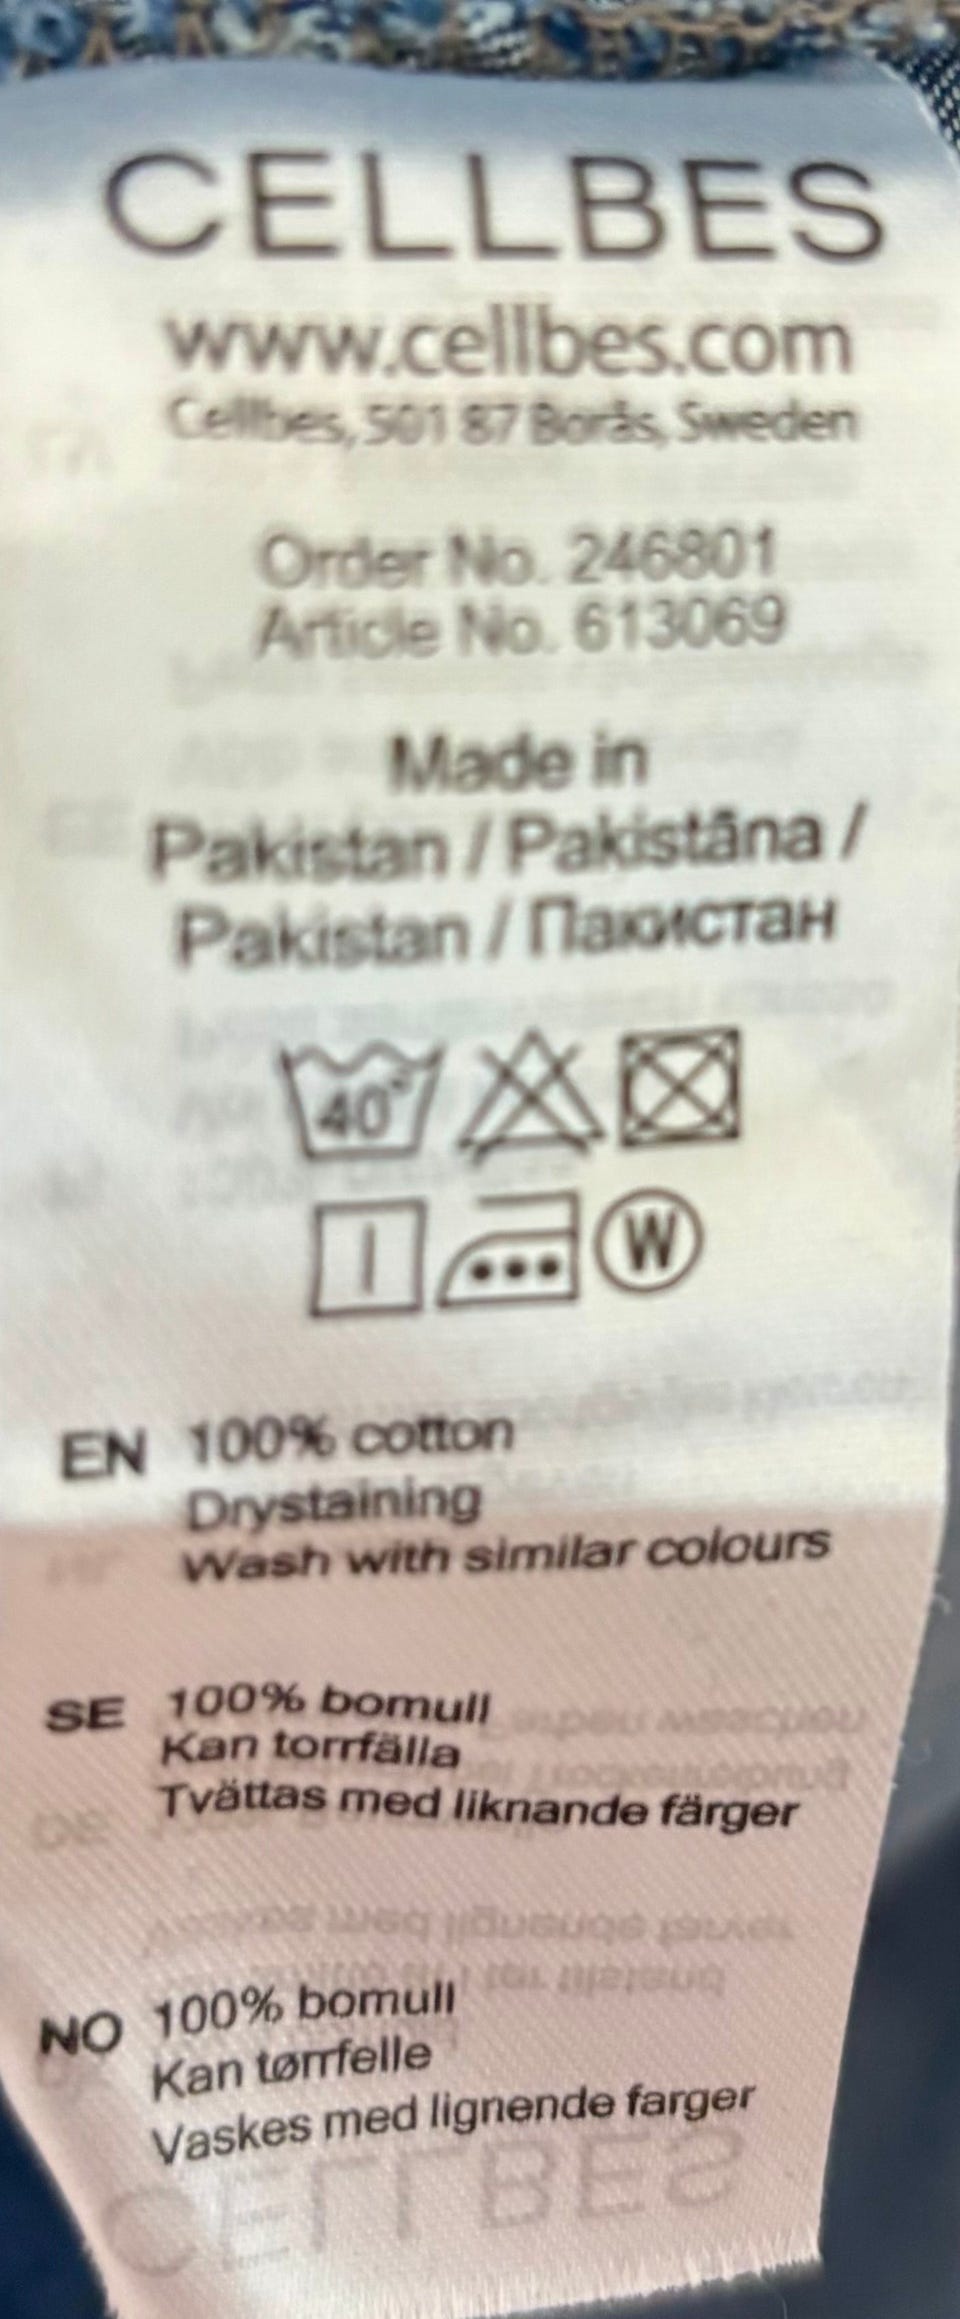 CELLBES
www.cellbes.com
Cellbes, 501 87 Borås, Sweden
Order No. 246801
Article No. 613069
Made in
Pakistan / Pakistāna /
Pakistan / Пакистан
40°
W
EN 100% cotton
Drystaining
Wash with similar colours
SE 100% bomull
Kan torrfälla
Tvättas med liknande färger
NO 100% bomull
Kan tørrfelle
Vaskes med lignende farger